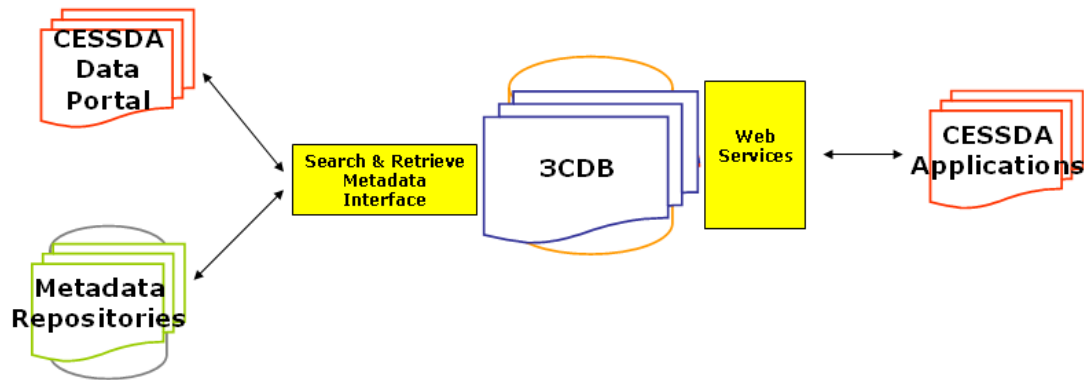 CESSDA
Data
Portal
Metadata
Repositories
Search & Retrieve
Metadata
Interface
3CDB
Web
Services
CESSDA
Applications